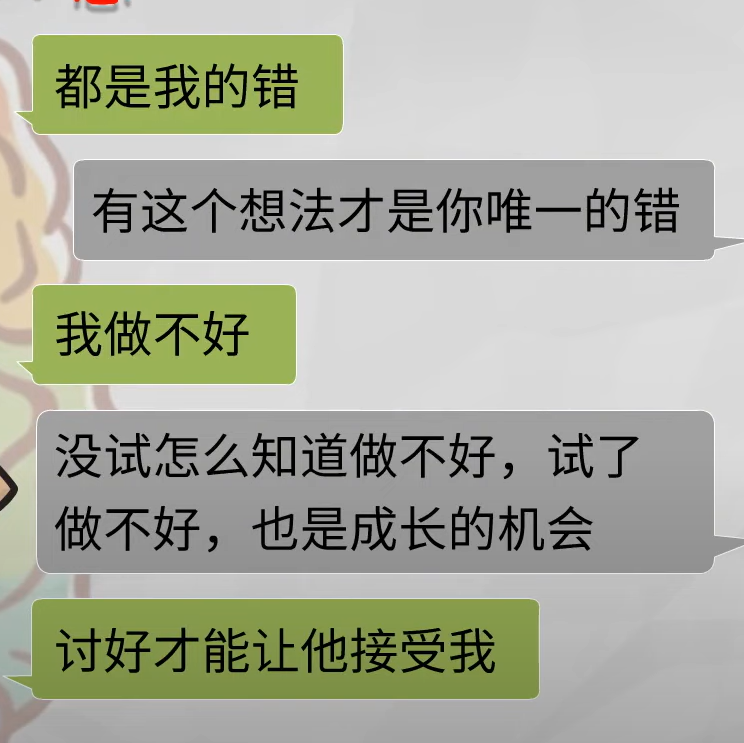 都是我的错
有这个想法才是你唯一的错
我做不好
没试怎么知道做不好，试了
做不好，也是成长的机会
讨好才能让他接受我